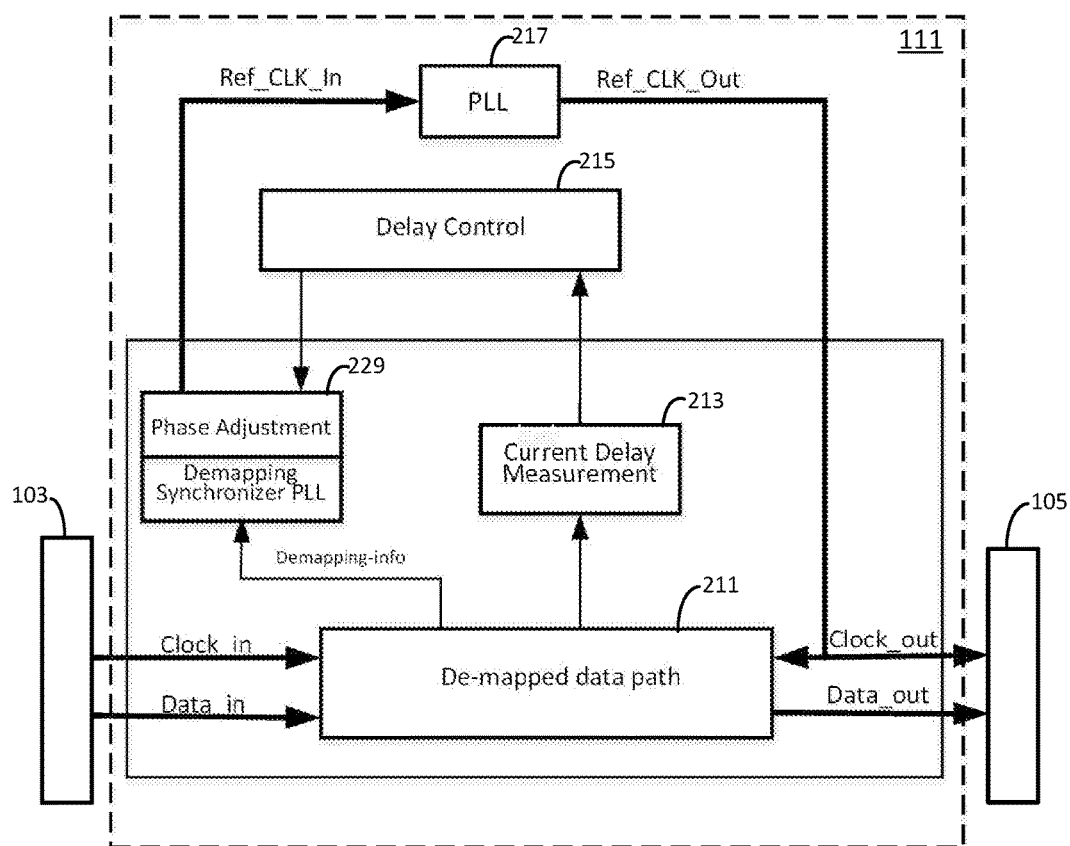 217
111
Ref_CLK_In
PLL
Ref_CLK_Out
215
Delay Control
229
213
Phase Adjustment
Current Delay
Measurement
Demapping
Synchronizer PLL
103
105
Demapping-info
211
Clock_in
De-mapped data path
Clock_out
Data_in
Data_out